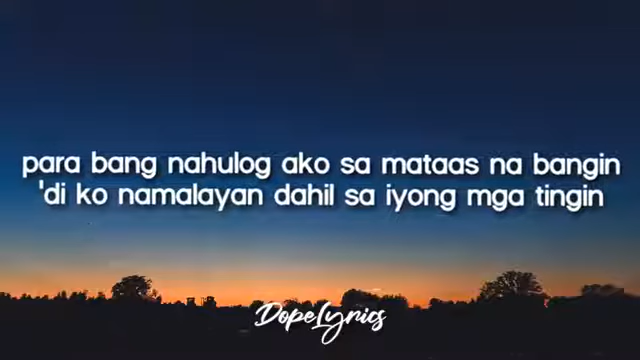 para bang nahulog ako sa mataas na bangin
'di ko namalayan dahil sa iyong mga tingin
DopeLyrics